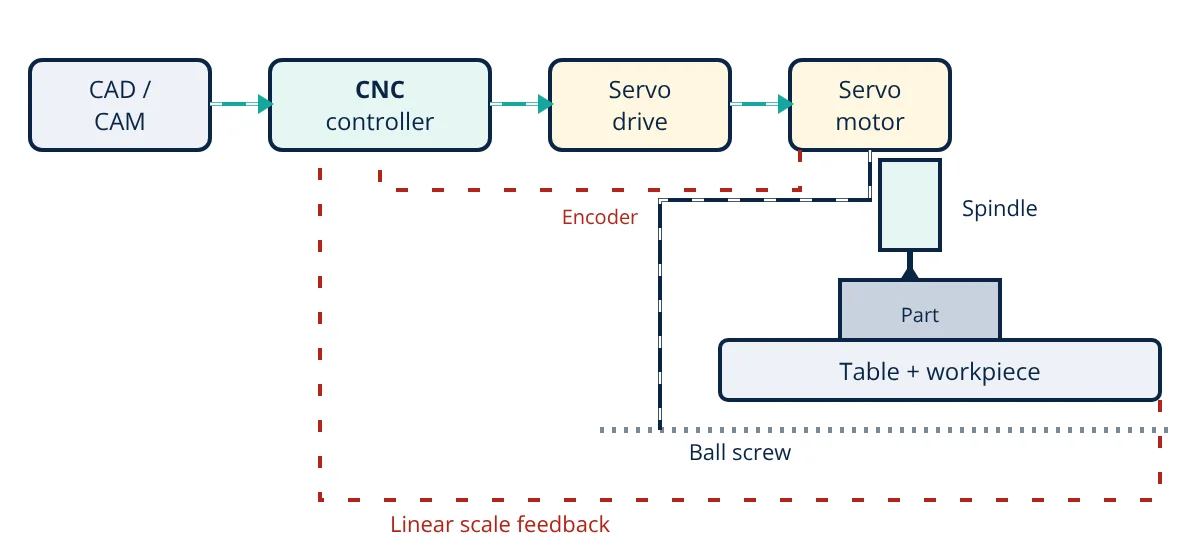 CAD /
CAM
CNC
controller
Servo
drive
Servo
motor
Encoder
Spindle
Part
Table + workpiece
Ball screw
Linear scale feedback